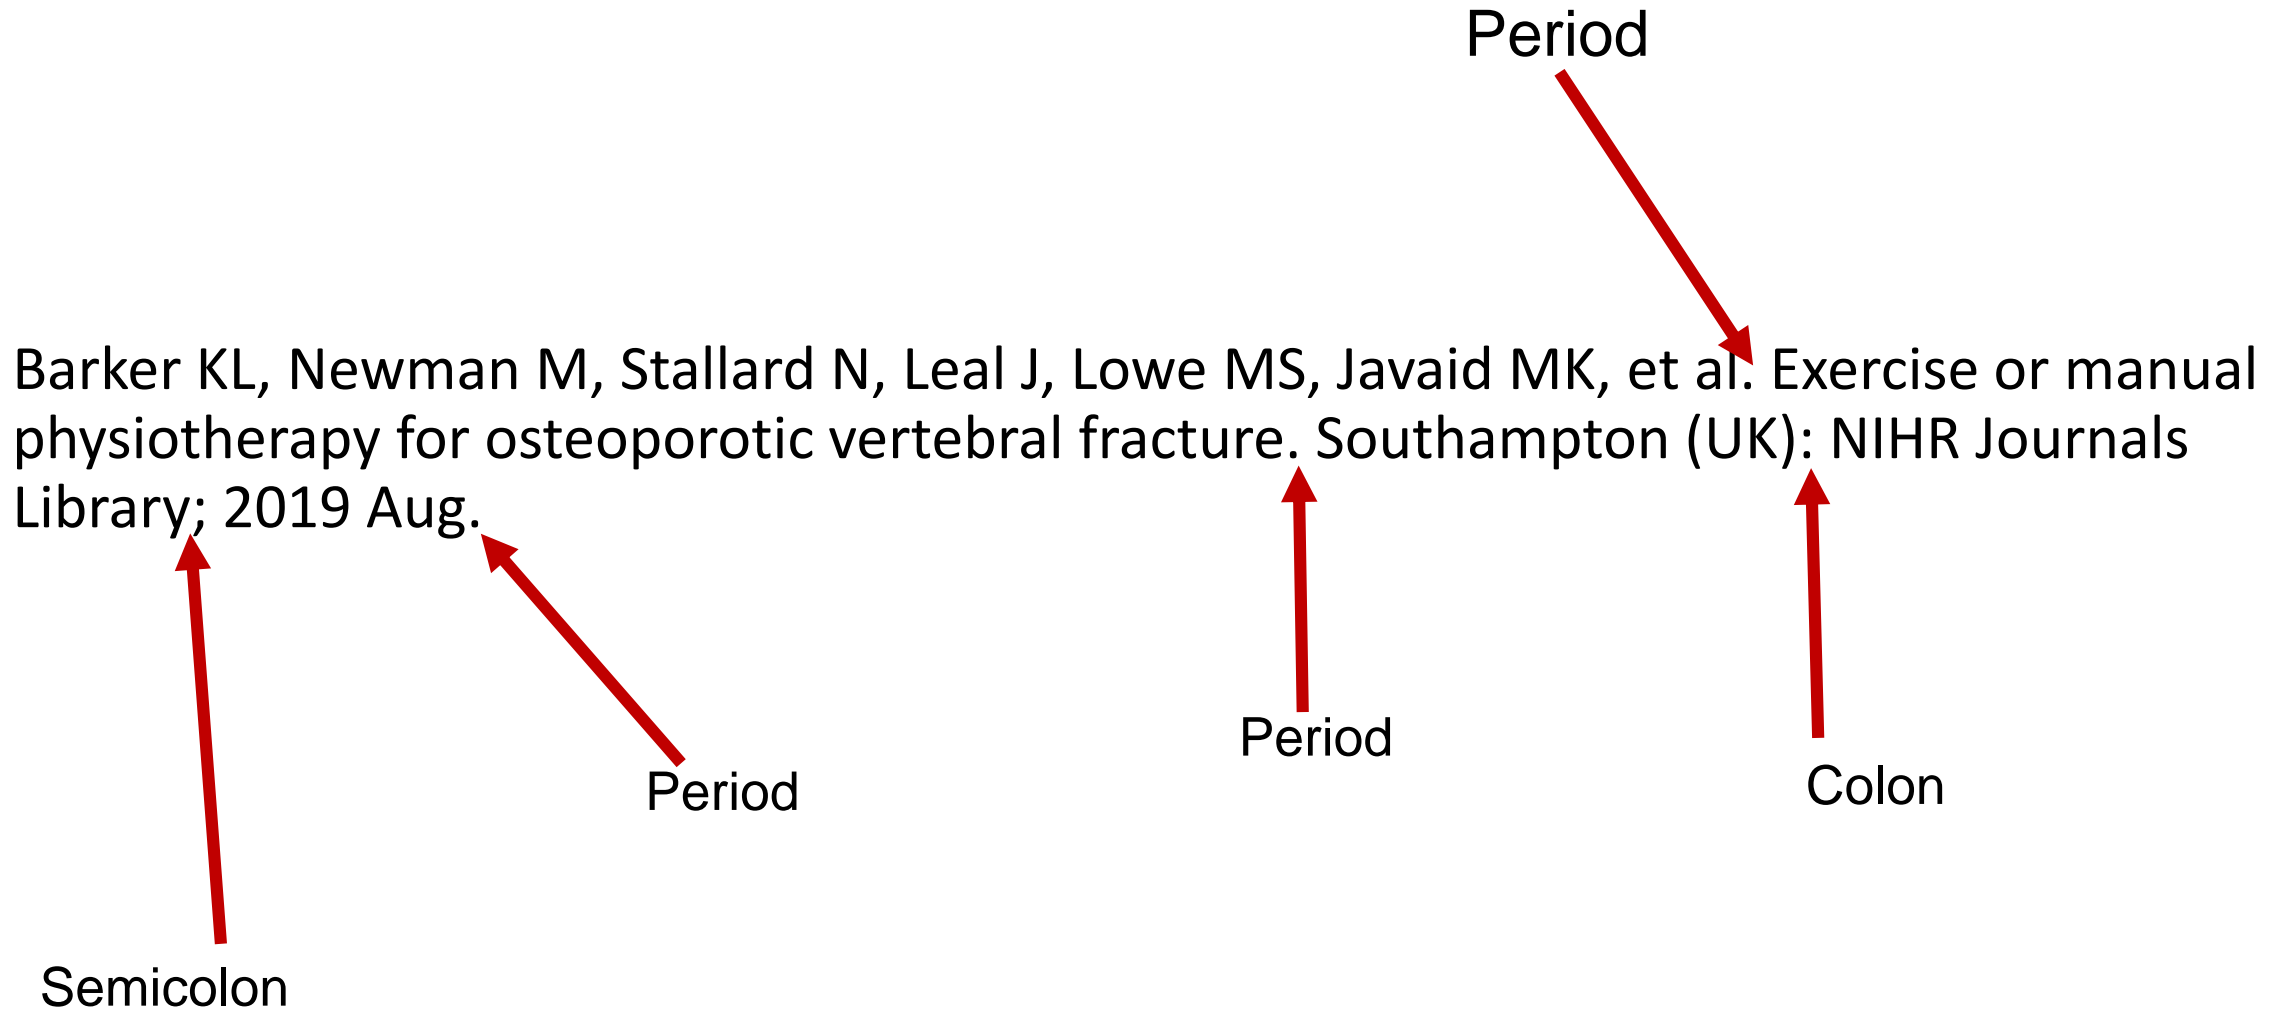 Period
Barker KL, Newman M, Stallard N, Leal J, Lowe MS, Javaid MK, et al. Exercise or manual
physiotherapy for osteoporotic vertebral fracture. Southampton (UK): NIHR Journals
Library; 2019 Aug.
Period
Period
Colon
Semicolon